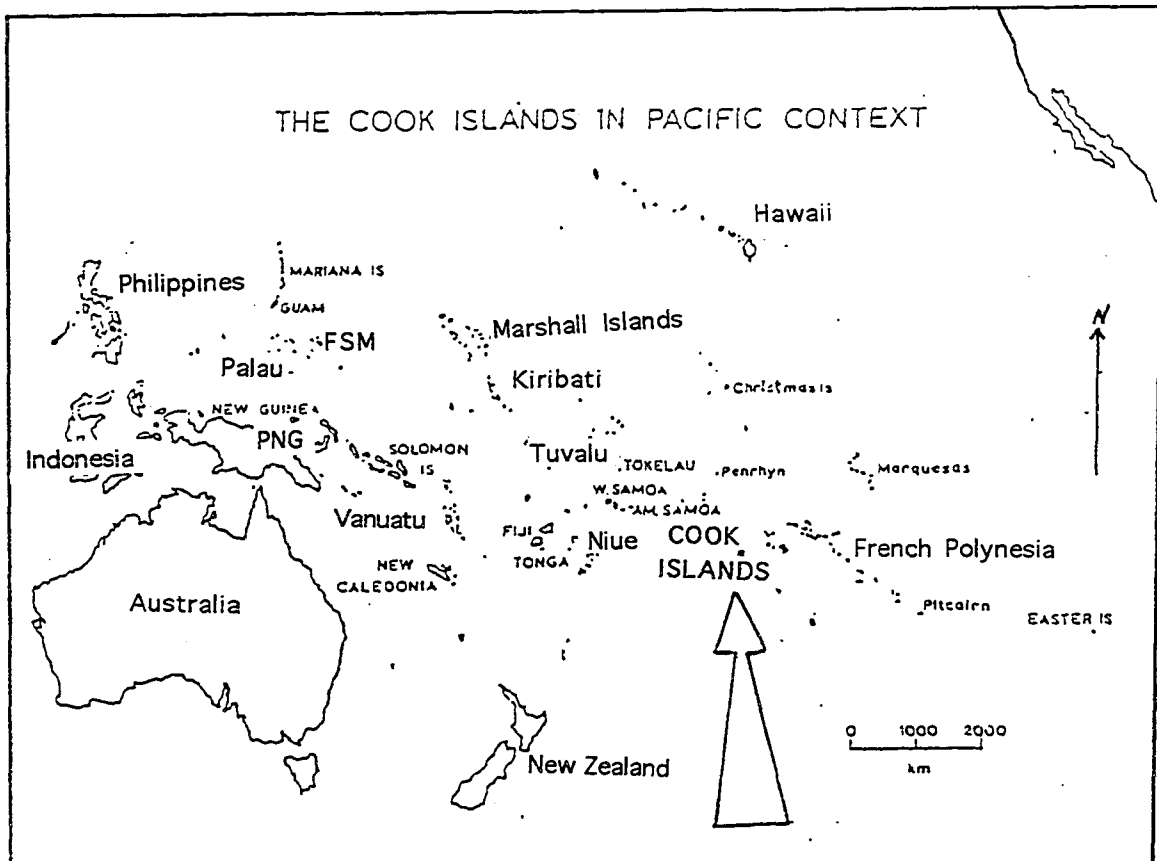 THE COOK ISLANDS IN PACIFIC CONTEXT
Hawaii
Philippines
MARIANA IS
GUAM
N
FSM
Marshall Islands
Palau
Kiribati
Christmas Is
NEW GUINEA
PNG
SOLOMON
IS
Indonesia
Tuvalu
TOKELAU
Penrhyn
Marquesas
W. SAMOA
AM. SAMOA
Vanuatu
FIJI
Niue
COOK
ISLANDS
French Polynesia
TONGA
NEW
CALEDONIA
Australia
Pitcairn
EASTER IS
0 1000 2000
km
New Zealand